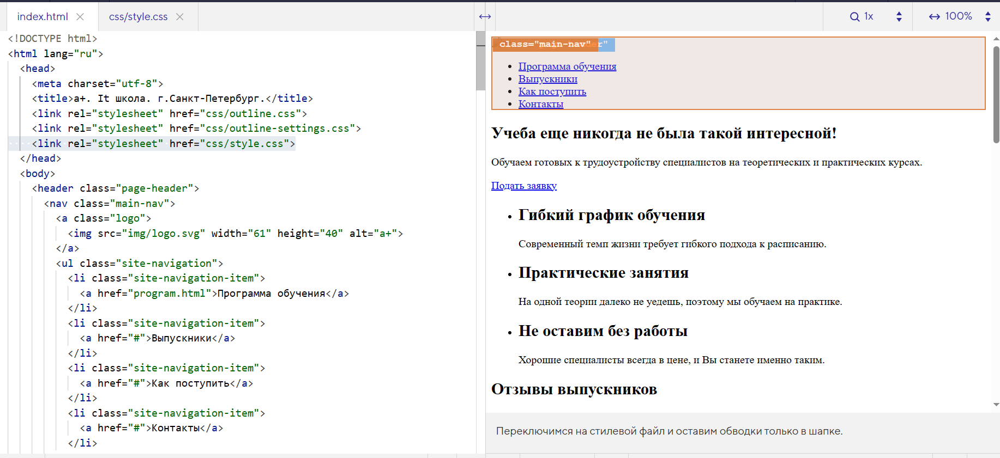 index.html
css/style.css
1x
100%
<!DOCTYPE html>
<html lang="ru">
<head>
<meta charset="utf-8">
<title>a+. It школа. г.Санкт-Петербург.</title>
<link rel="stylesheet" href="css/outline.css">
<link rel="stylesheet" href="css/outline-settings.css">
<link rel="stylesheet" href="css/style.css">
</head>
<body>
<header class="page-header">
<nav class="main-nav">
<a class="logo">
<img src="img/logo.svg" width="61" height="40" alt="a+">
</a>
<ul class="site-navigation">
<li class="site-navigation-item">
<a href="program.html">Программа обучения</a>
</li>
<li class="site-navigation-item">
<a href="#">Выпускники</a>
</li>
<li class="site-navigation-item">
<a href="#">Как поступить</a>
</li>
<li class="site-navigation-item">
<a href="#">Контакты</a>
</li>
class="main-nav"
Программа обучения
Выпускники
Как поступить
Контакты
Учеба еще никогда не была такой интересной!
Обучаем готовых к трудоустройству специалистов на теоретических и практических курсах.
Подать заявку
Гибкий график обучения
Современный темп жизни требует гибкого подхода к расписанию.
Практические занятия
На одной теории далеко не уедешь, поэтому мы обучаем на практике.
Не оставим без работы
Хорошие специалисты всегда в цене, и Вы станете именно таким.
Отзывы выпускников
Переключимся на стилевой файл и оставим обводки только в шапке.